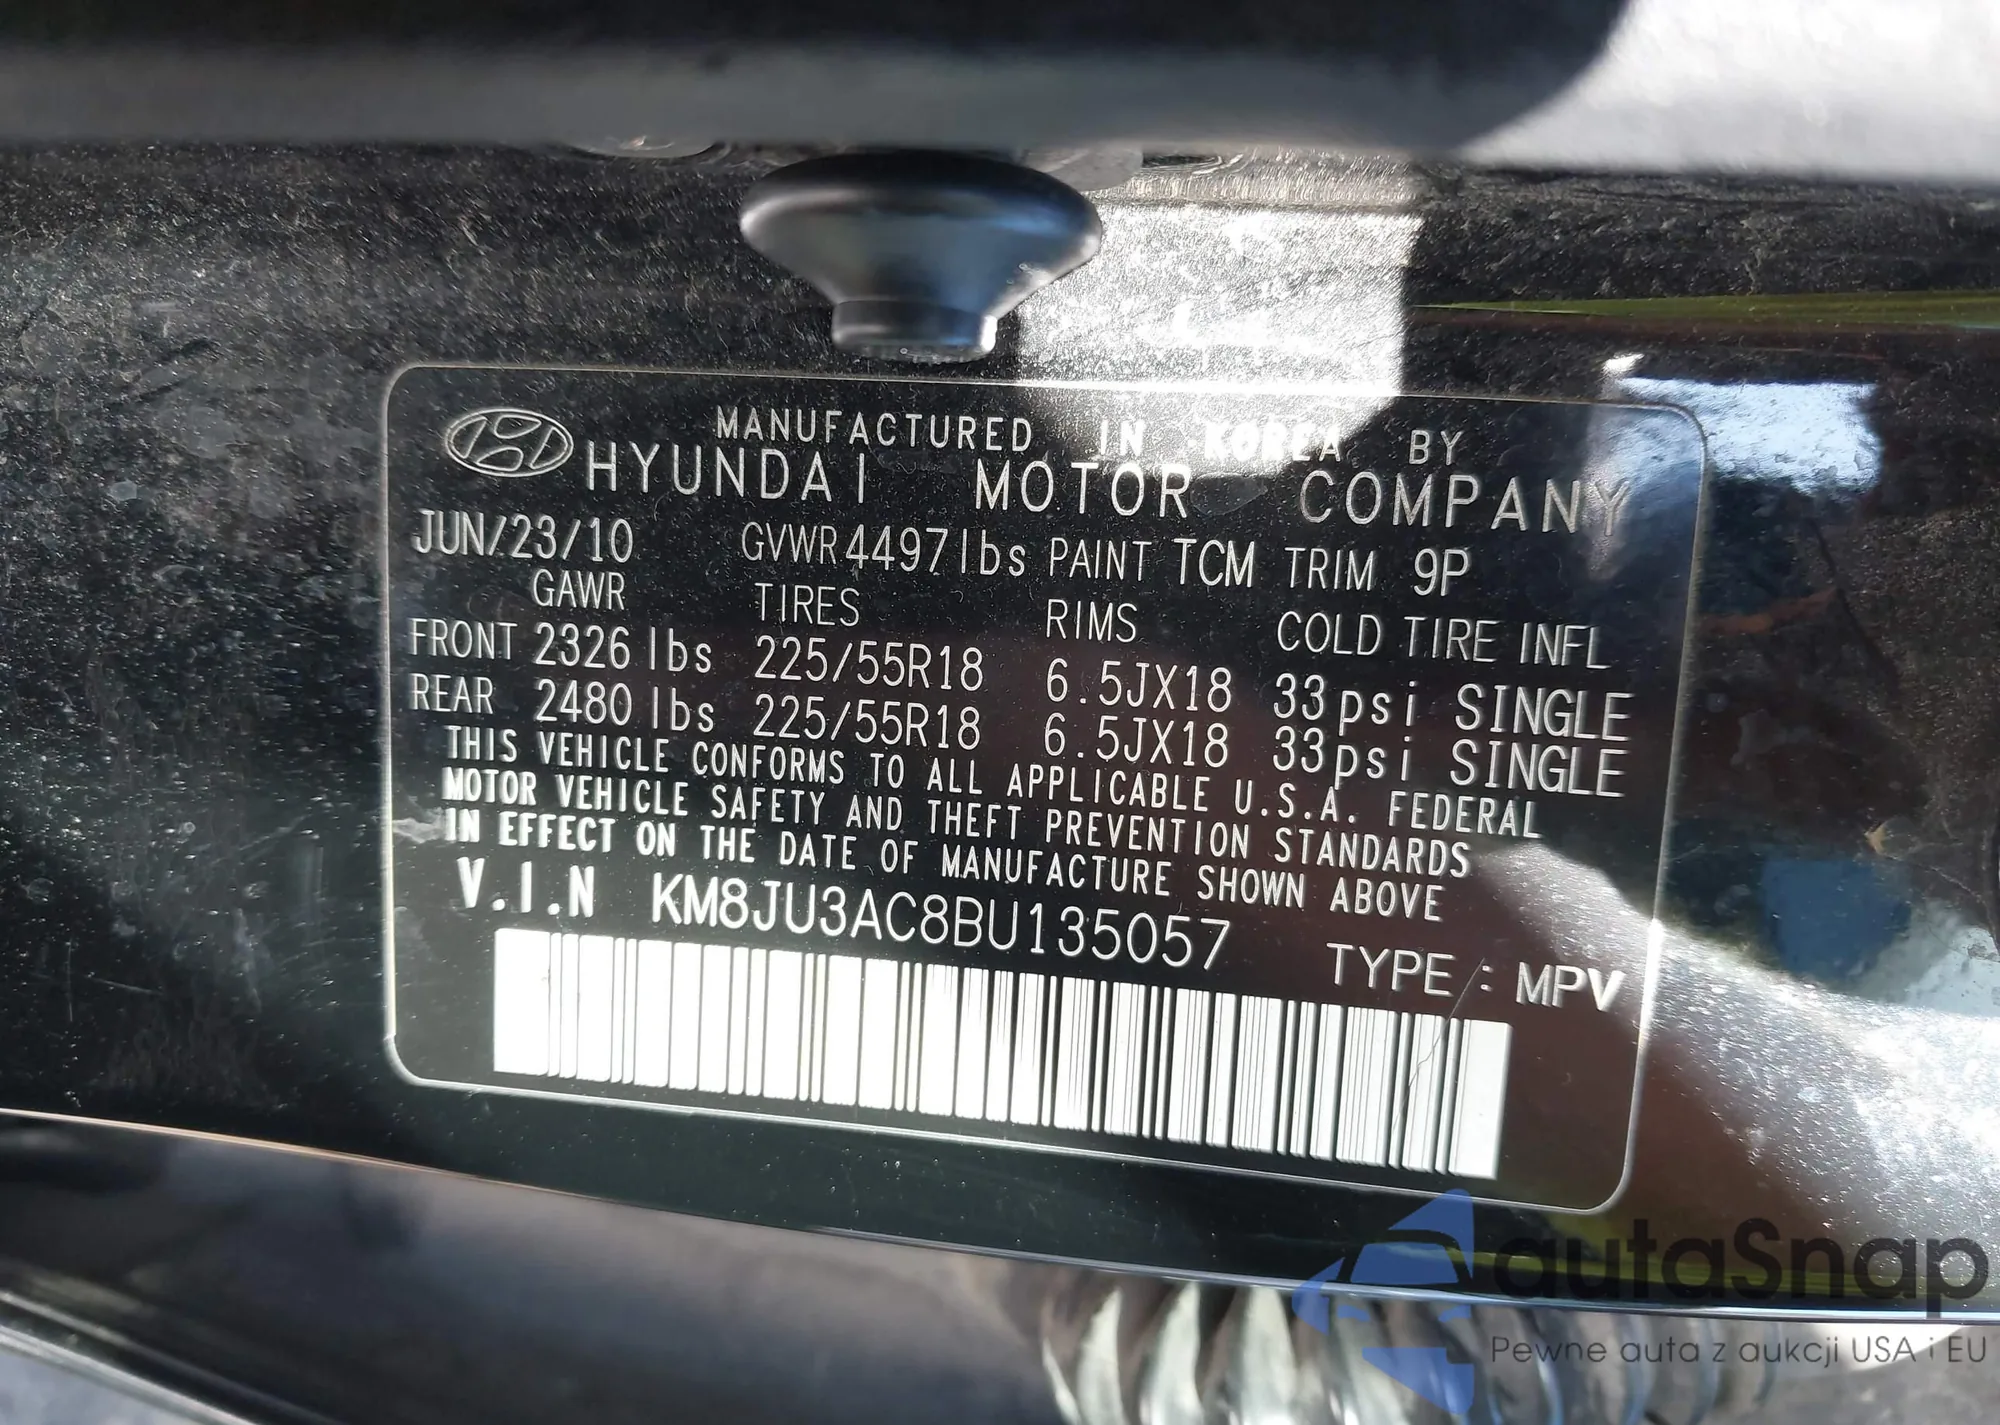 MANUFACTURED IN KOREA BY
HYUNDAI MOTOR COMPANY
JUN/23/10 GVWR 4497lbs PAINT TCM TRIM 9P
GAWR TIRES RIMS COLD TIRE INFL
FRONT 2326 lbs 225/55R18 6.5JX18 33psi SINGLE
REAR 2480 lbs 225/55R18 6.5JX18 33psi SINGLE
THIS VEHICLE CONFORMS TO ALL APPLICABLE U.S.A. FEDERAL
MOTOR VEHICLE SAFETY AND THEFT PREVENTION STANDARDS
IN EFFECT ON THE DATE OF MANUFACTURE SHOWN ABOVE
V.I.N KM8JU3AC8BU135057 TYPE : MPV
autaSnap
Pewne auta z aukcji USA i EU